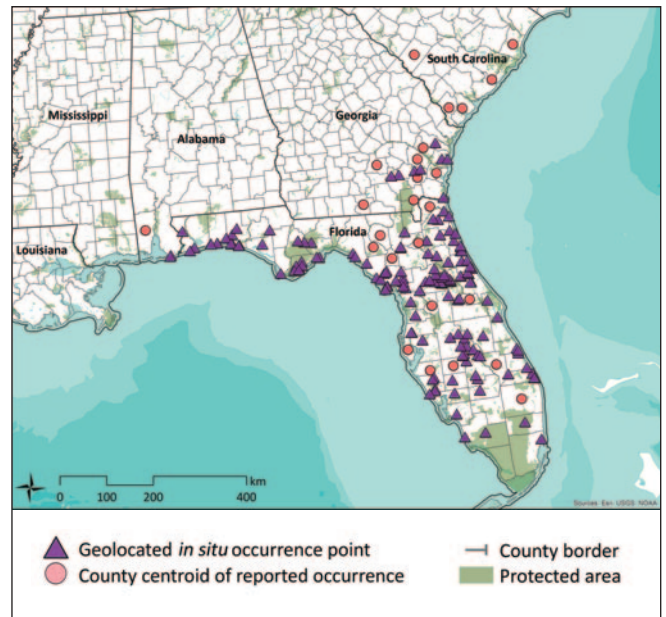 South Carolina
Mississippi
Alabama
Georgia
Louisiana
Florida
km
0 100 200 400
Sources: Esri USGS NOAA
Geolocated in situ occurrence point
County centroid of reported occurrence
County border
Protected area